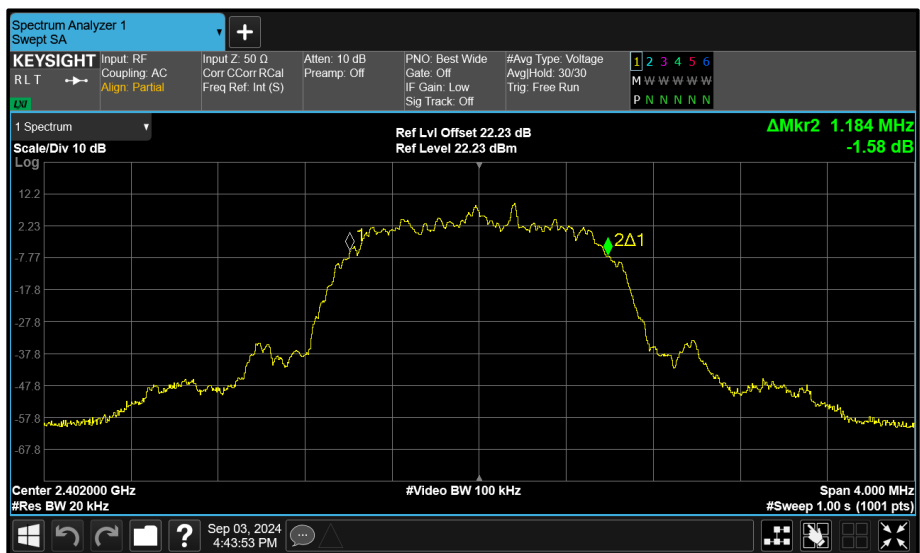 Spectrum Analyzer 1
Swept SA
KEYSIGHT
R L T
LXI
Input: RF
Coupling: AC
Align: Partial
Input Z: 50 Ω
Corr CCorr RCal
Freq Ref: Int (S)
Atten: 10 dB
Preamp: Off
PNO: Best Wide
Gate: Off
IF Gain: Low
Sig Track: Off
#Avg Type: Voltage
Avg|Hold: 30/30
Trig: Free Run
1 2 3 4 5 6
M W W W W W
P N N N N N
1 Spectrum
Scale/Div 10 dB
Ref Lvl Offset 22.23 dB
Ref Level 22.23 dBm
ΔMkr2 1.184 MHz
-1.58 dB
Log
12.2
2.23
-7.77
-17.8
-27.8
-37.8
-47.8
-57.8
-67.8
1
2Δ1
Center 2.402000 GHz
#Res BW 20 kHz
#Video BW 100 kHz
Span 4.000 MHz
#Sweep 1.00 s (1001 pts)
?
Sep 03, 2024
4:43:53 PM